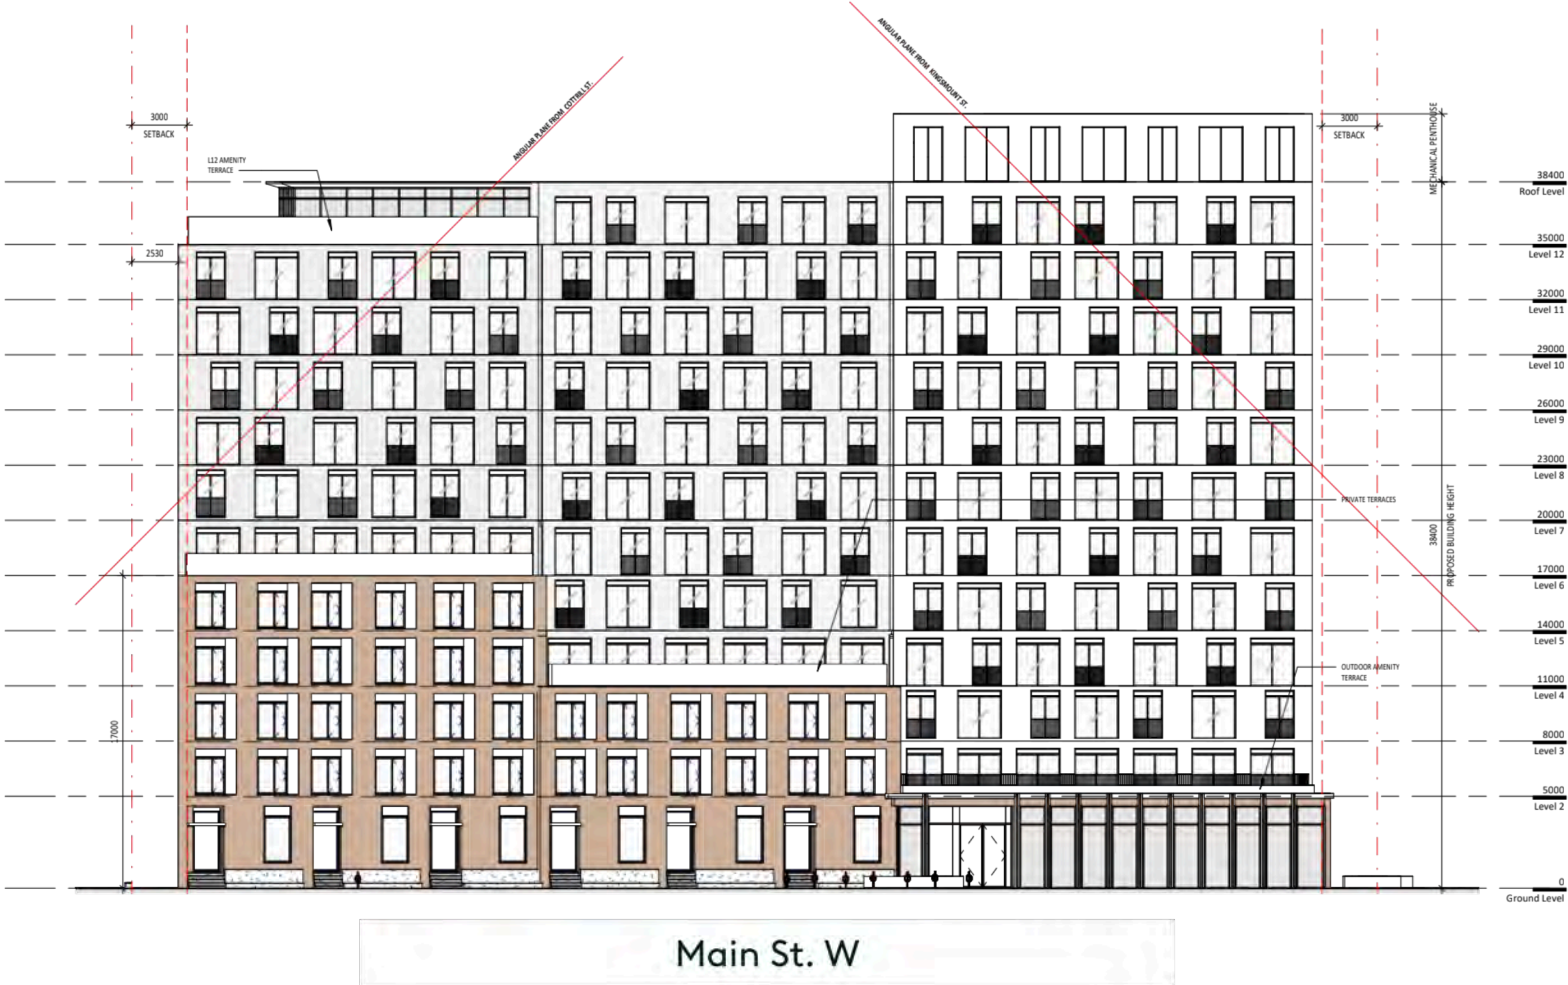 ANGULAR PLANE FROM COTTRILL ST.
ANGULAR PLANE FROM KINGSMOUNT ST.
3000
SETBACK
3000
SETBACK
MECHANICAL PENTHOUSE
L12 AMENITY
TERRACE
38400
Roof Level
2530
35000
Level 12
32000
Level 11
29000
Level 10
26000
Level 9
23000
Level 8
PRIVATE TERRACES
20000
Level 7
38400
PROPOSED BUILDING HEIGHT
17000
Level 6
14000
Level 5
OUTDOOR AMENITY
TERRACE
11000
Level 4
17000
8000
Level 3
5000
Level 2
0
Ground Level
Main St. W